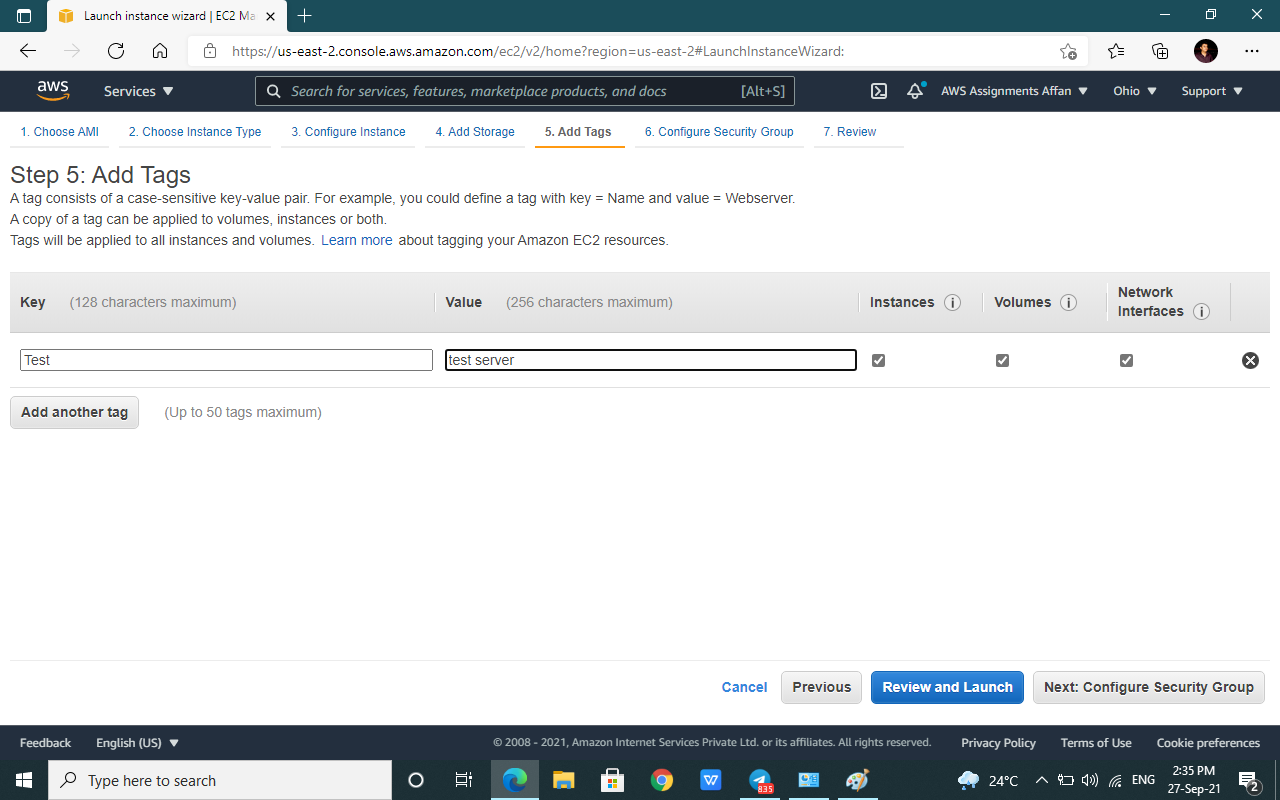 Launch instance wizard | EC2 Ma
https://us-east-2.console.aws.amazon.com/ec2/v2/home?region=us-east-2#LaunchInstanceWizard:
aws Services Search for services, features, marketplace products, and docs [Alt+S] AWS Assignments Affan Ohio Support
1. Choose AMI 2. Choose Instance Type 3. Configure Instance 4. Add Storage 5. Add Tags 6. Configure Security Group 7. Review
Step 5: Add Tags
A tag consists of a case-sensitive key-value pair. For example, you could define a tag with key = Name and value = Webserver.
A copy of a tag can be applied to volumes, instances or both.
Tags will be applied to all instances and volumes. Learn more about tagging your Amazon EC2 resources.
Key (128 characters maximum) Value (256 characters maximum) Instances i Volumes i Network Interfaces i
Test test server
Add another tag (Up to 50 tags maximum)
Cancel Previous Review and Launch Next: Configure Security Group
Feedback English (US) © 2008 - 2021, Amazon Internet Services Private Ltd. or its affiliates. All rights reserved. Privacy Policy Terms of Use Cookie preferences
Type here to search 835 24°C ENG 2:35 PM
27-Sep-21 2